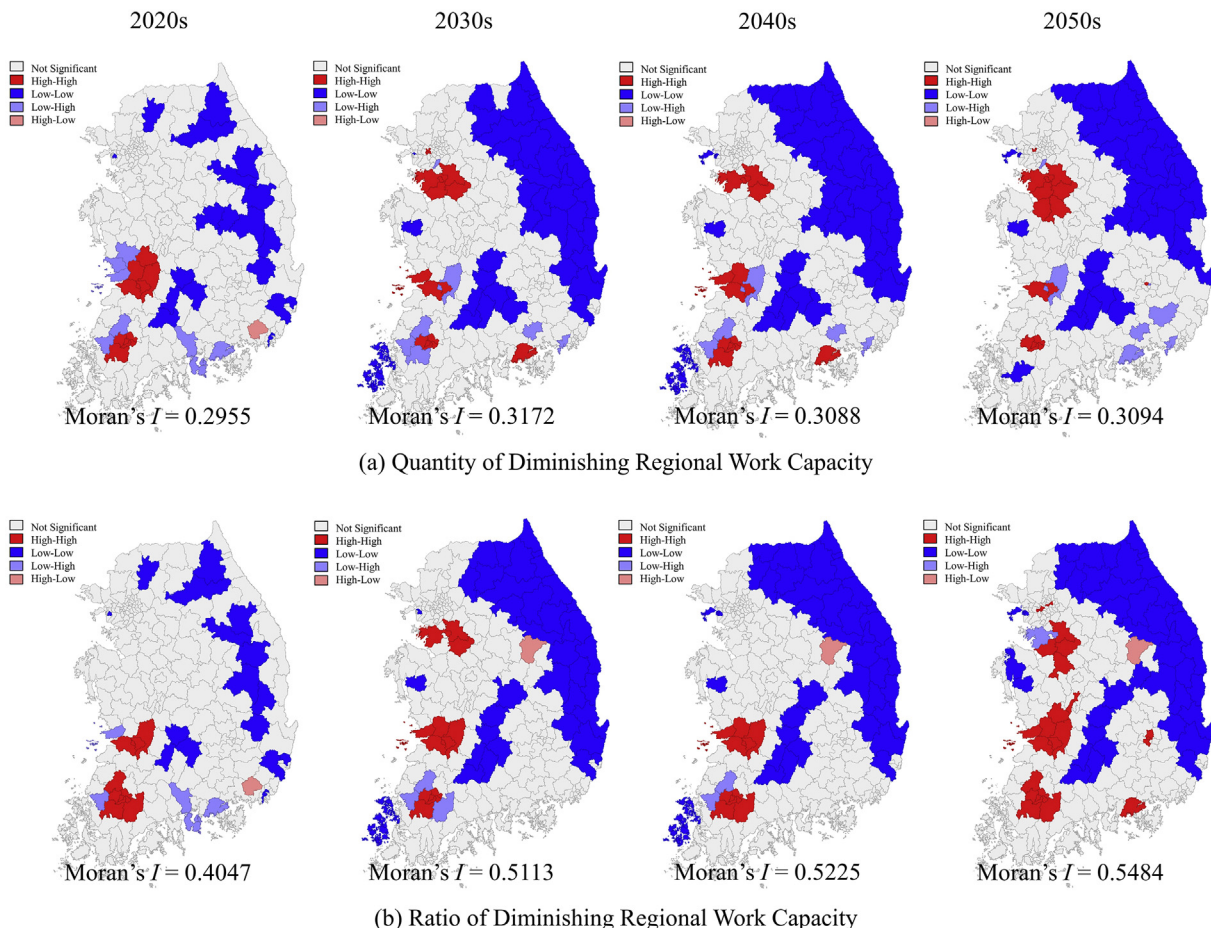 2020s
2030s
2040s
2050s
Not Significant
High-High
Low-Low
Low-High
High-Low
Not Significant
High-High
Low-Low
Low-High
High-Low
Not Significant
High-High
Low-Low
Low-High
High-Low
Not Significant
High-High
Low-Low
Low-High
High-Low
Moran's I = 0.2955
Moran's I = 0.3172
Moran's I = 0.3088
Moran's I = 0.3094
(a) Quantity of Diminishing Regional Work Capacity
Not Significant
High-High
Low-Low
Low-High
High-Low
Not Significant
High-High
Low-Low
Low-High
High-Low
Not Significant
High-High
Low-Low
Low-High
High-Low
Not Significant
High-High
Low-Low
Low-High
High-Low
Moran's I = 0.4047
Moran's I = 0.5113
Moran's I = 0.5225
Moran's I = 0.5484
(b) Ratio of Diminishing Regional Work Capacity